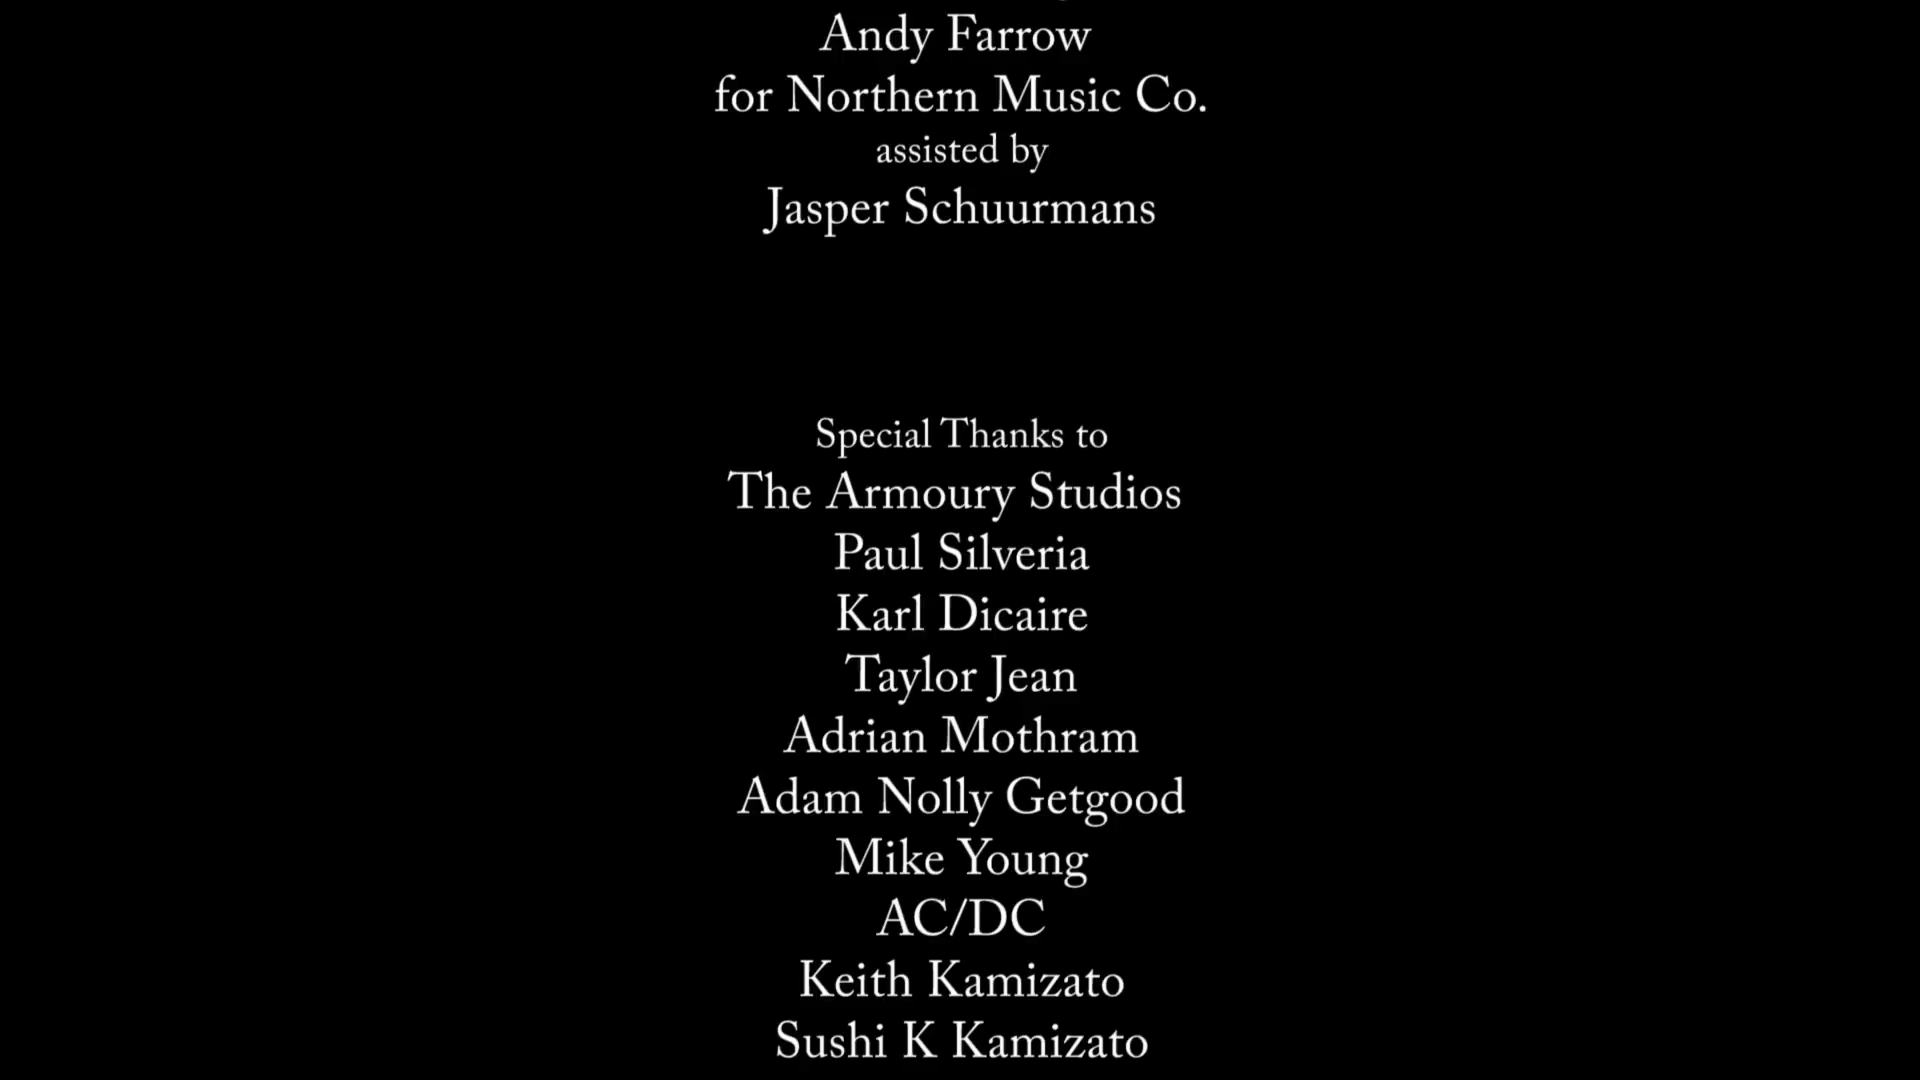 Andy Farrow
for Northern Music Co.
assisted by
Jasper Schuurmans
Special Thanks to
The Armoury Studios
Paul Silveria
Karl Dicaire
Taylor Jean
Adrian Mothram
Adam Nolly Getgood
Mike Young
AC/DC
Keith Kamizato
Sushi K Kamizato